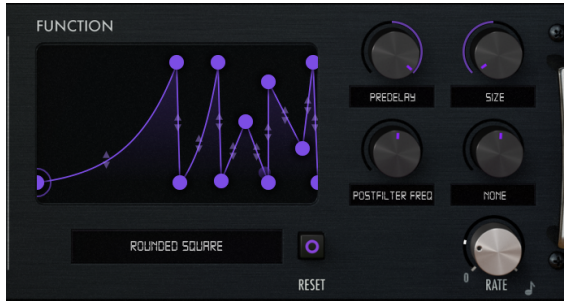 FUNCTION
PREDELAY
SIZE
POSTFILTER FREQ
NONE
ROUNDED SQUARE
RESET
0
RATE